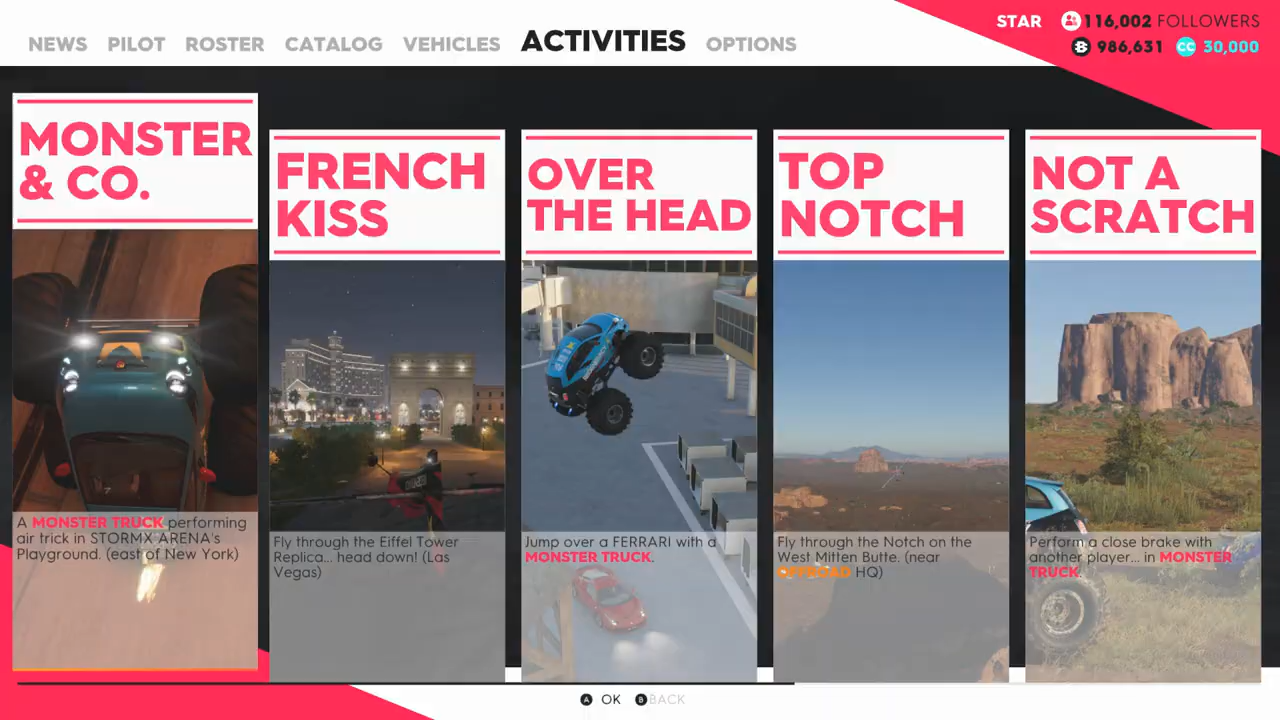 NEWS PILOT ROSTER CATALOG VEHICLES ACTIVITIES OPTIONS
STAR 116,002 FOLLOWERS
986,631 CC 30,000
MONSTER
& CO.
A MONSTER TRUCK performing
air trick in STORMX ARENA's
Playground. (east of New York)
FRENCH
KISS
Fly through the Eiffel Tower
Replica... head down! (Las
Vegas)
OVER
THE HEAD
Jump over a FERRARI with a
MONSTER TRUCK.
TOP
NOTCH
Fly through the Notch on the
West Mitten Butte. (near
OFFROAD HQ)
NOT A
SCRATCH
Perform a close brake with
another player... in MONSTER
TRUCK.
A OK B BACK